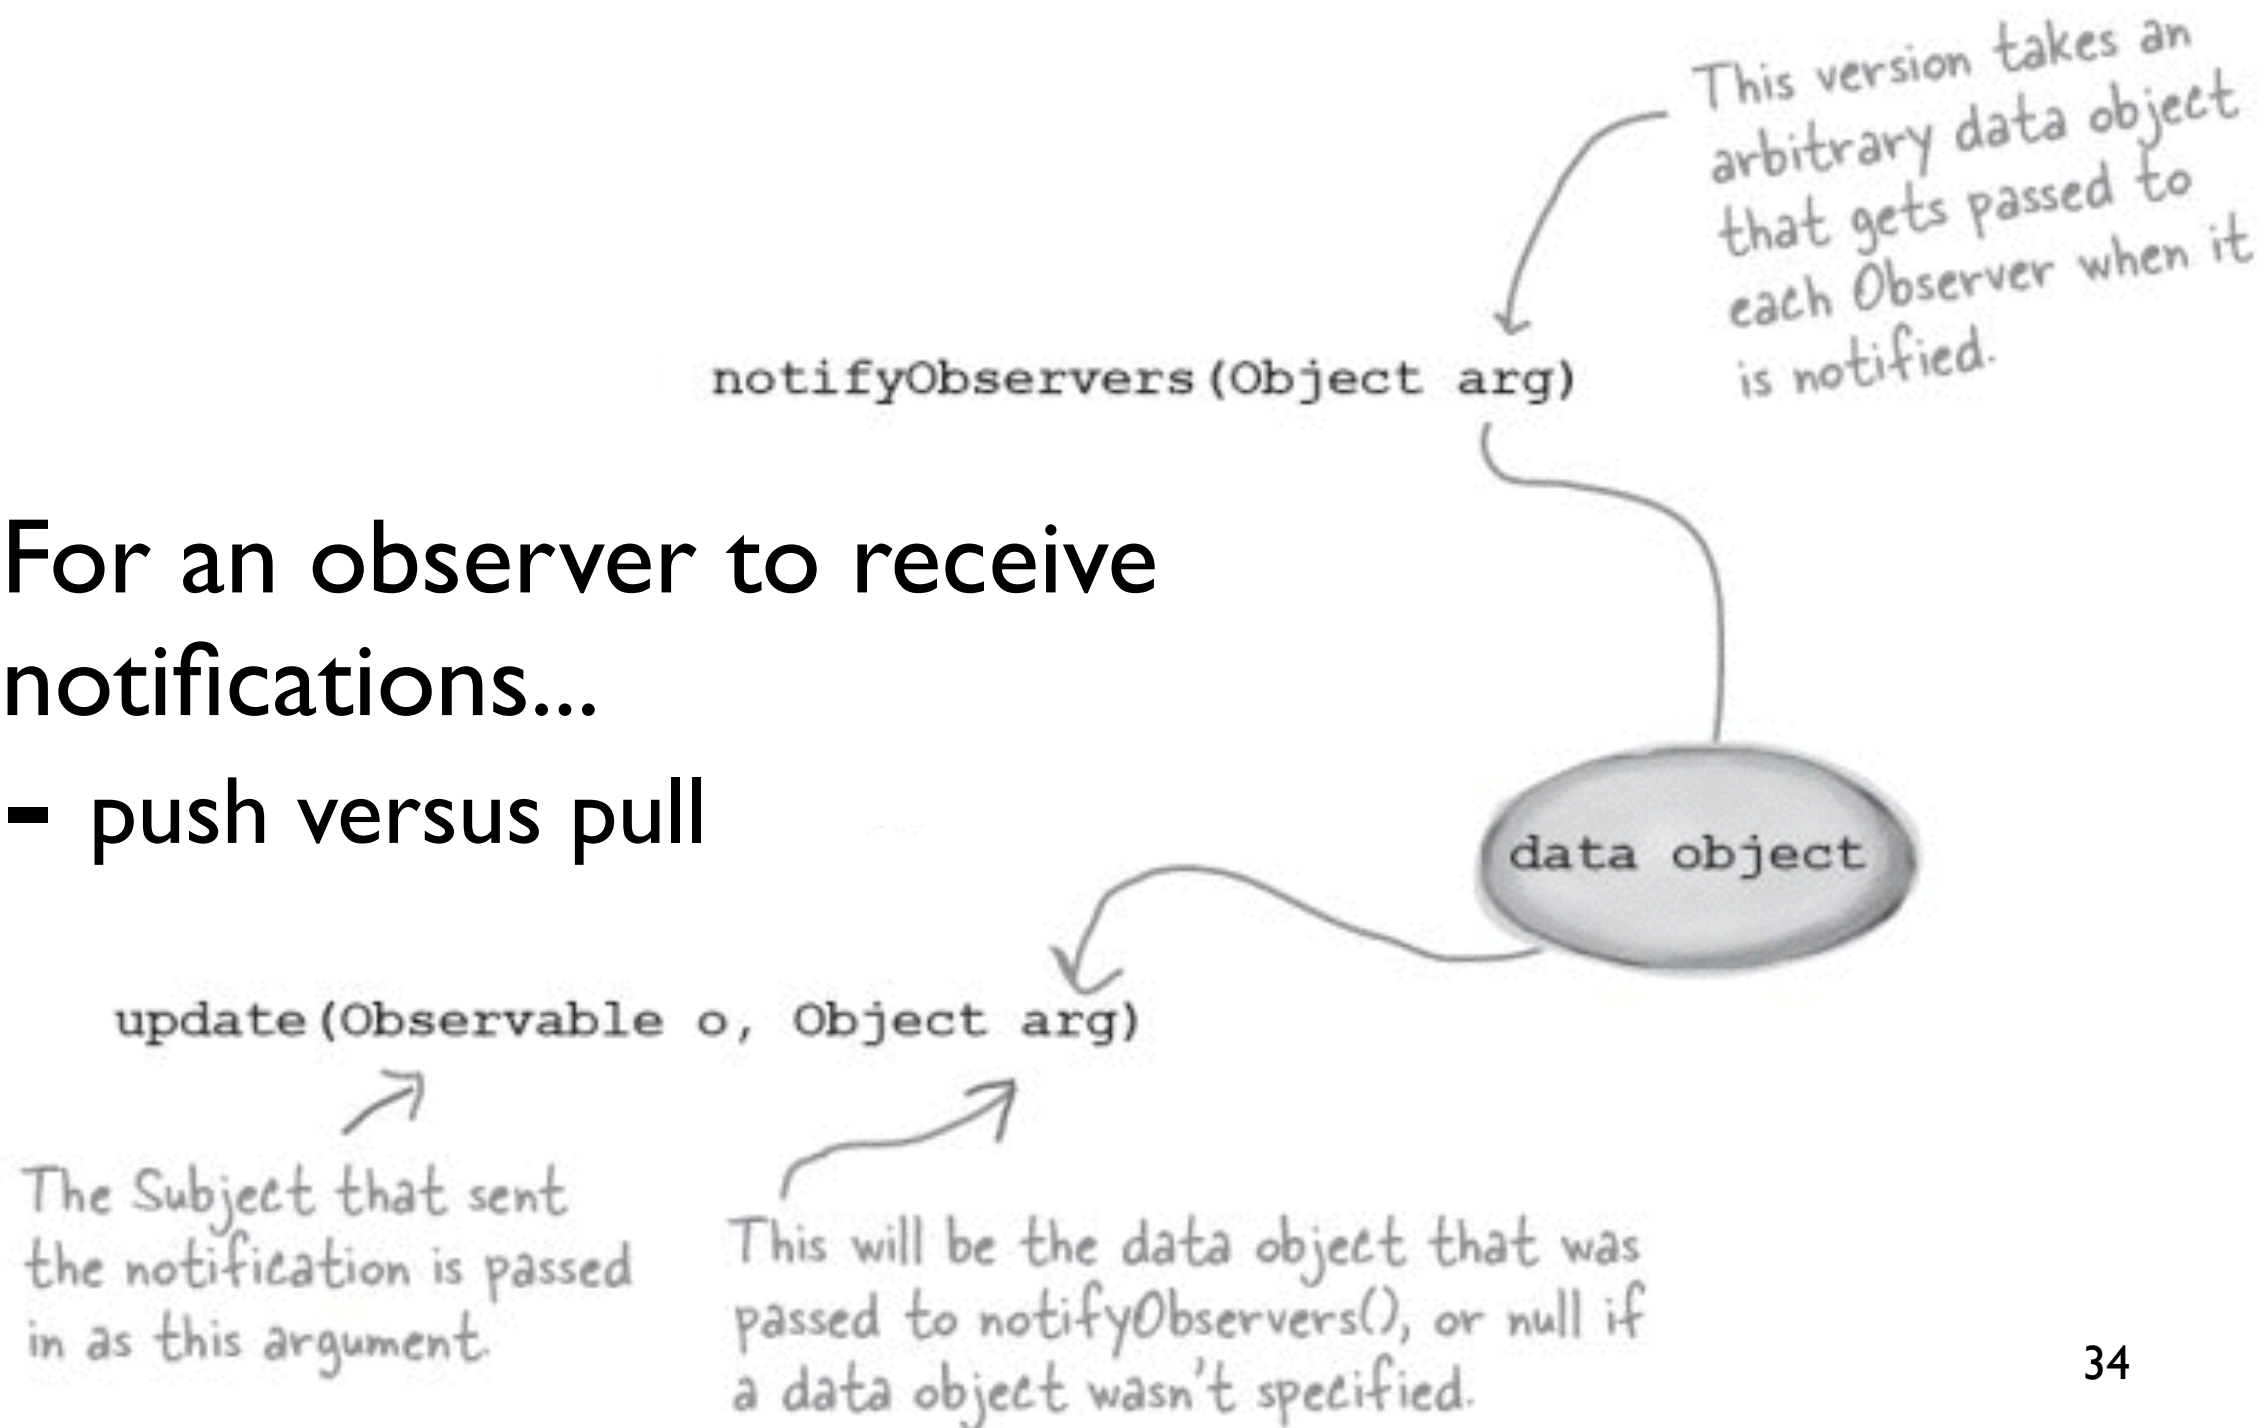 This version takes an
arbitrary data object
that gets passed to
each Observer when it
is notified.
notifyObservers(Object arg)
For an observer to receive
notifications...
- push versus pull
data object
update(Observable o, Object arg)
The Subject that sent
the notification is passed
in as this argument.
This will be the data object that was
passed to notifyObservers(), or null if
a data object wasn't specified.
34